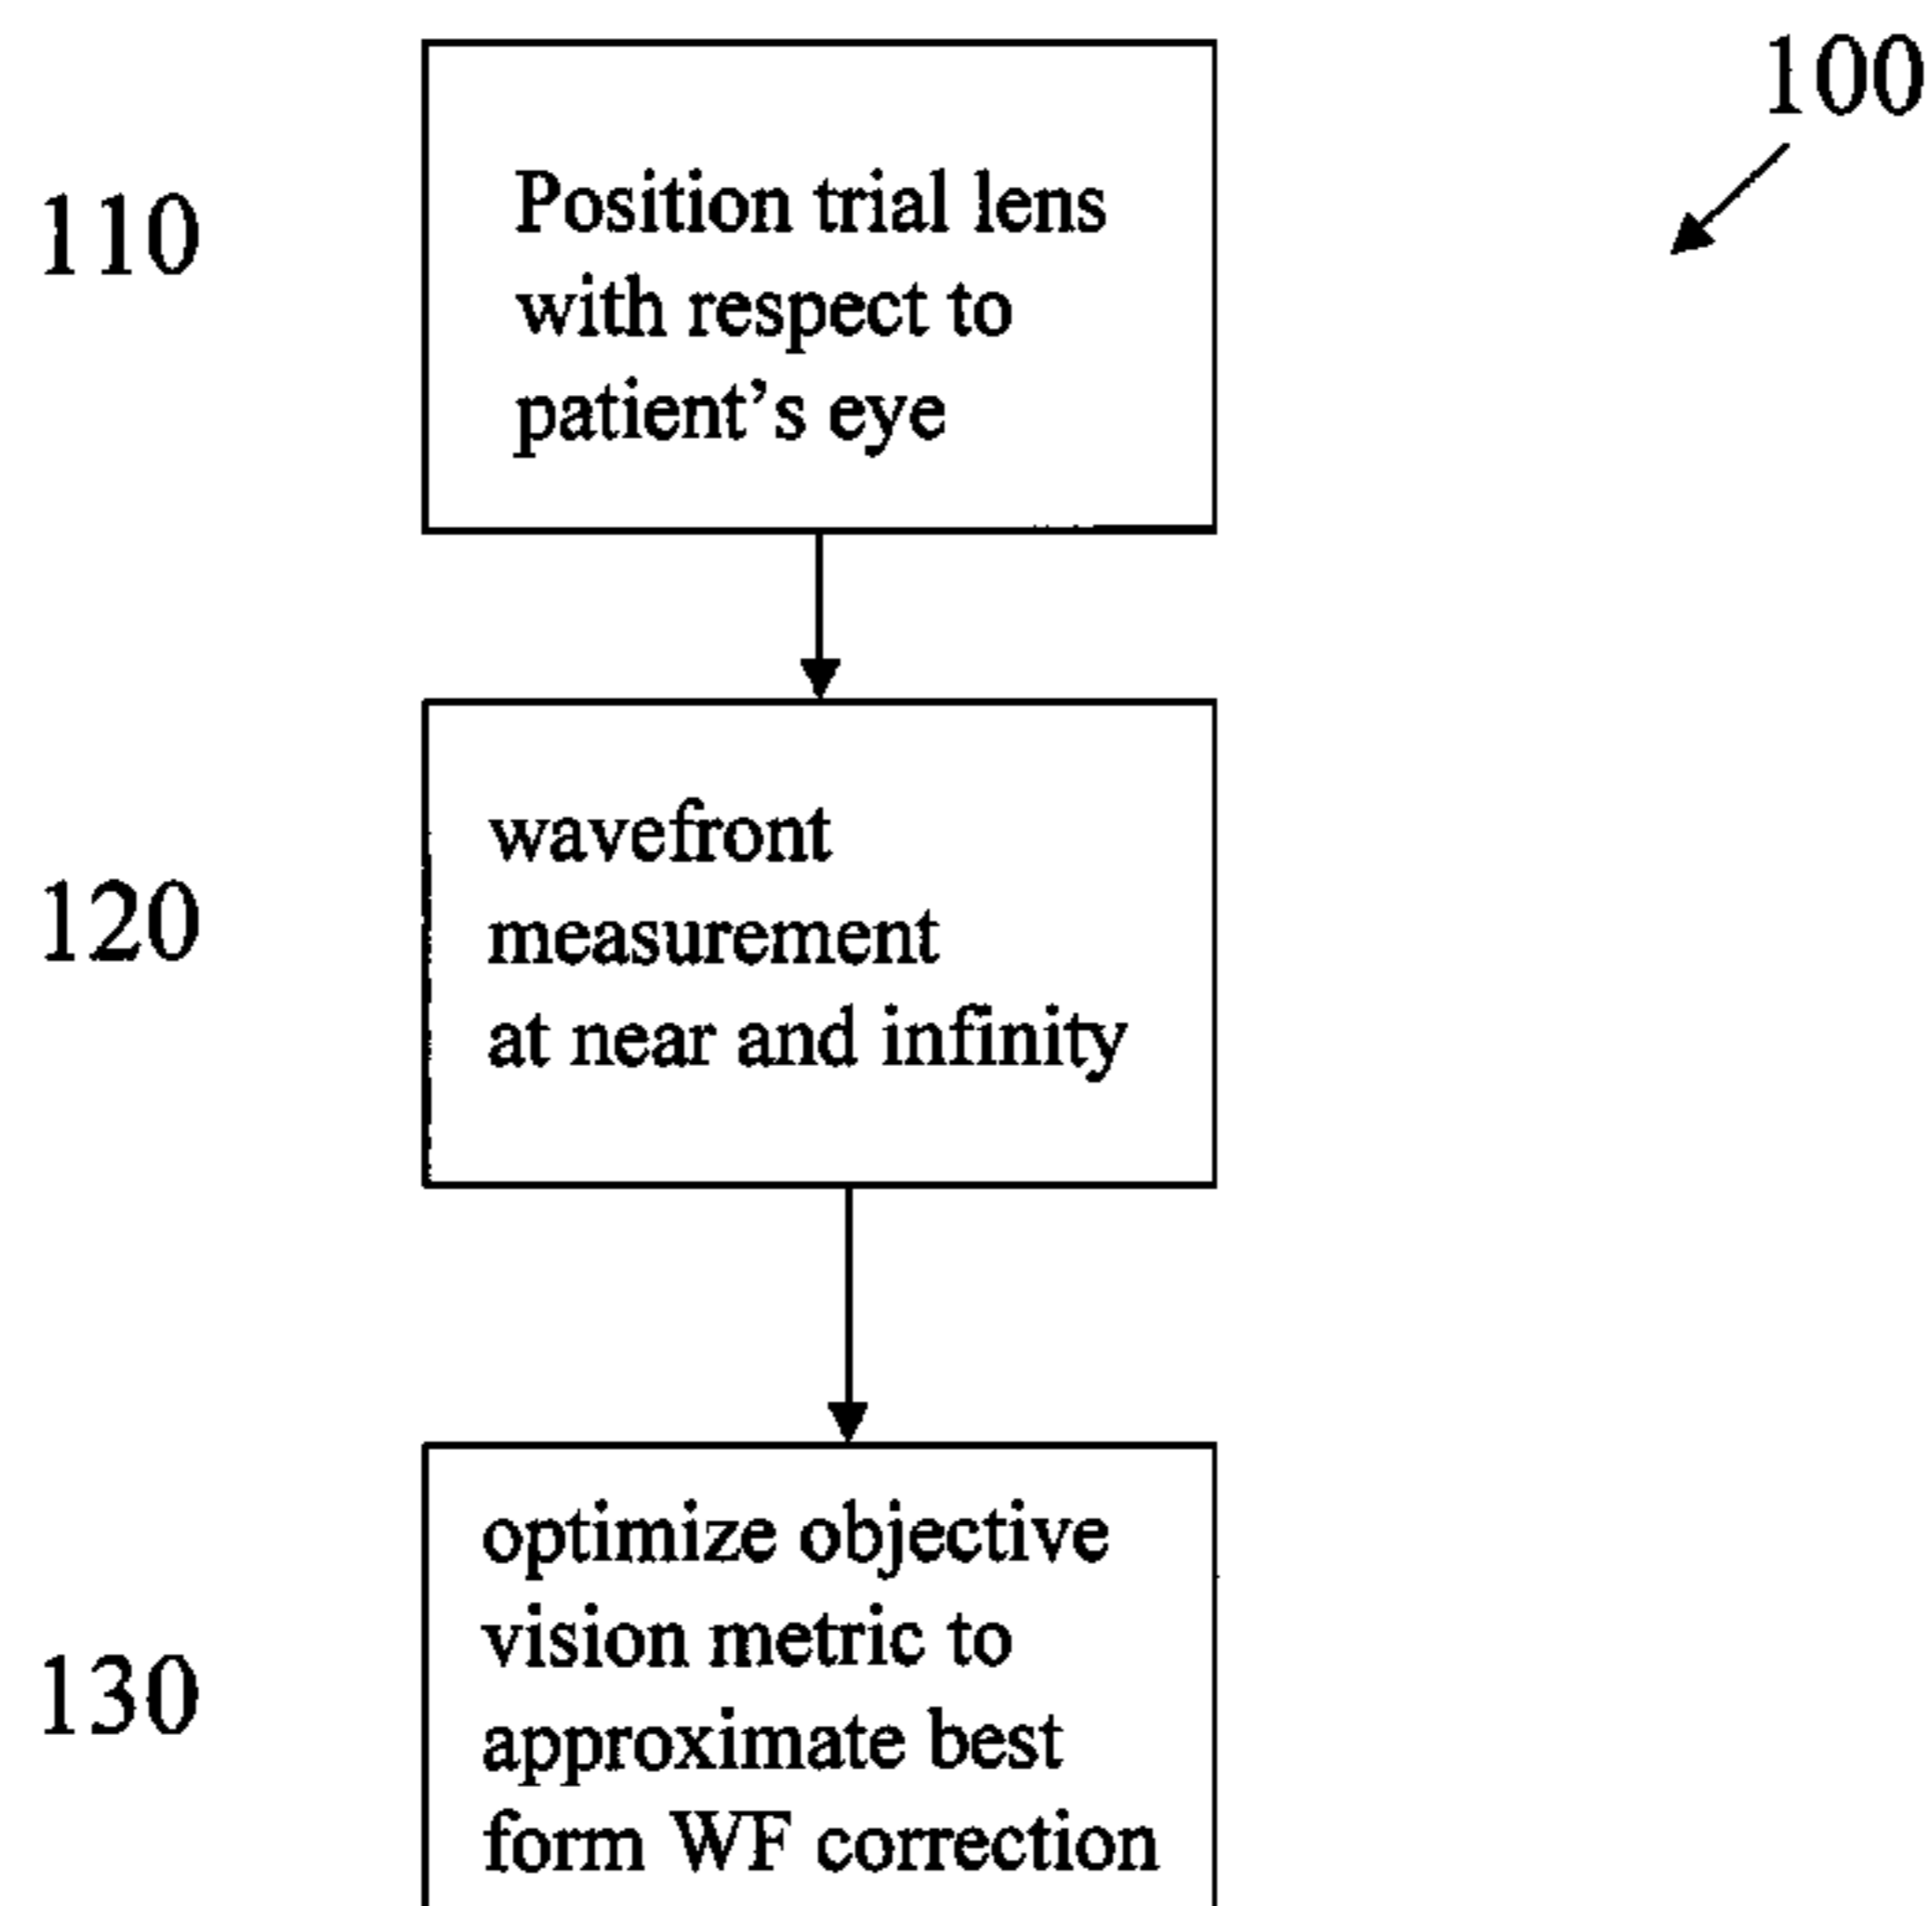 100
110
Position trial lens
with respect to
patient’s eye
120
wavefront
measurement
at near and infinity
130
optimize objective
vision metric to
approximate best
form WF correction